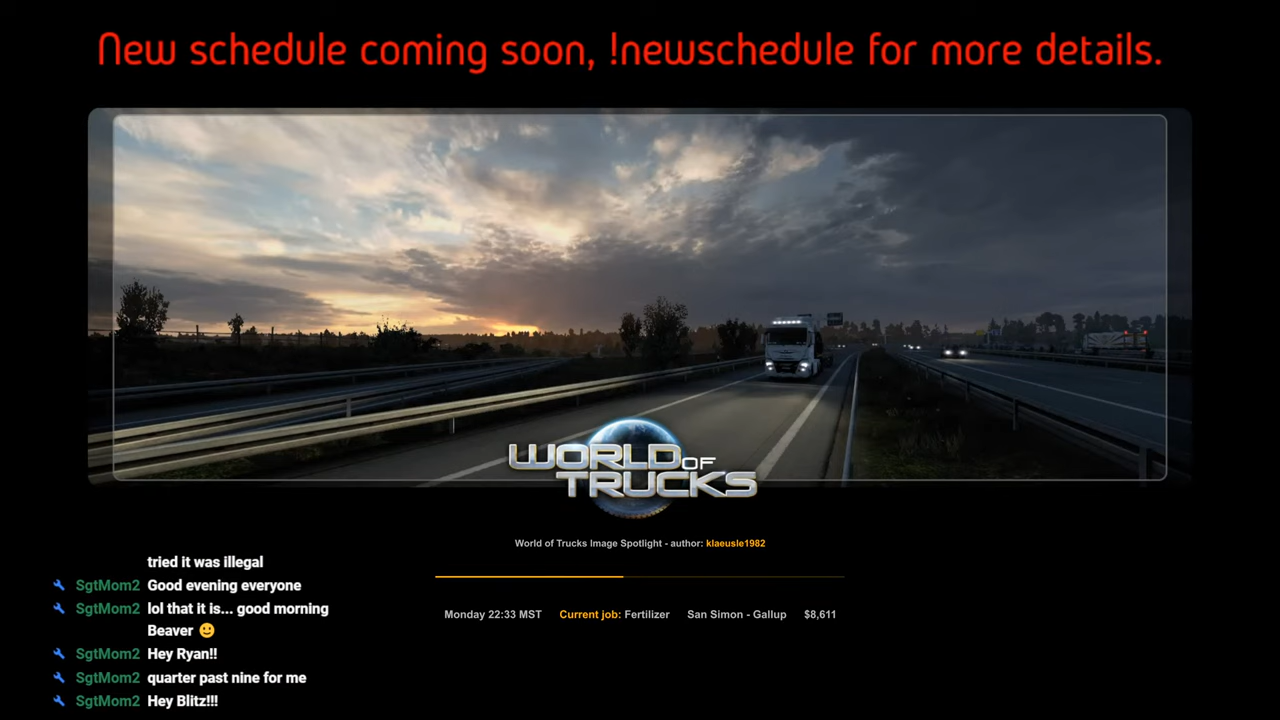 New schedule coming soon, !newschedule for more details.
WORLD OF
TRUCKS
World of Trucks Image Spotlight - author: klaeusle1982
tried it was illegal
SgtMom2 Good evening everyone
SgtMom2 lol that it is... good morning
Beaver 🙂
SgtMom2 Hey Ryan!!
SgtMom2 quarter past nine for me
SgtMom2 Hey Blitz!!!
Monday 22:33 MST Current job: Fertilizer San Simon - Gallup $8,611